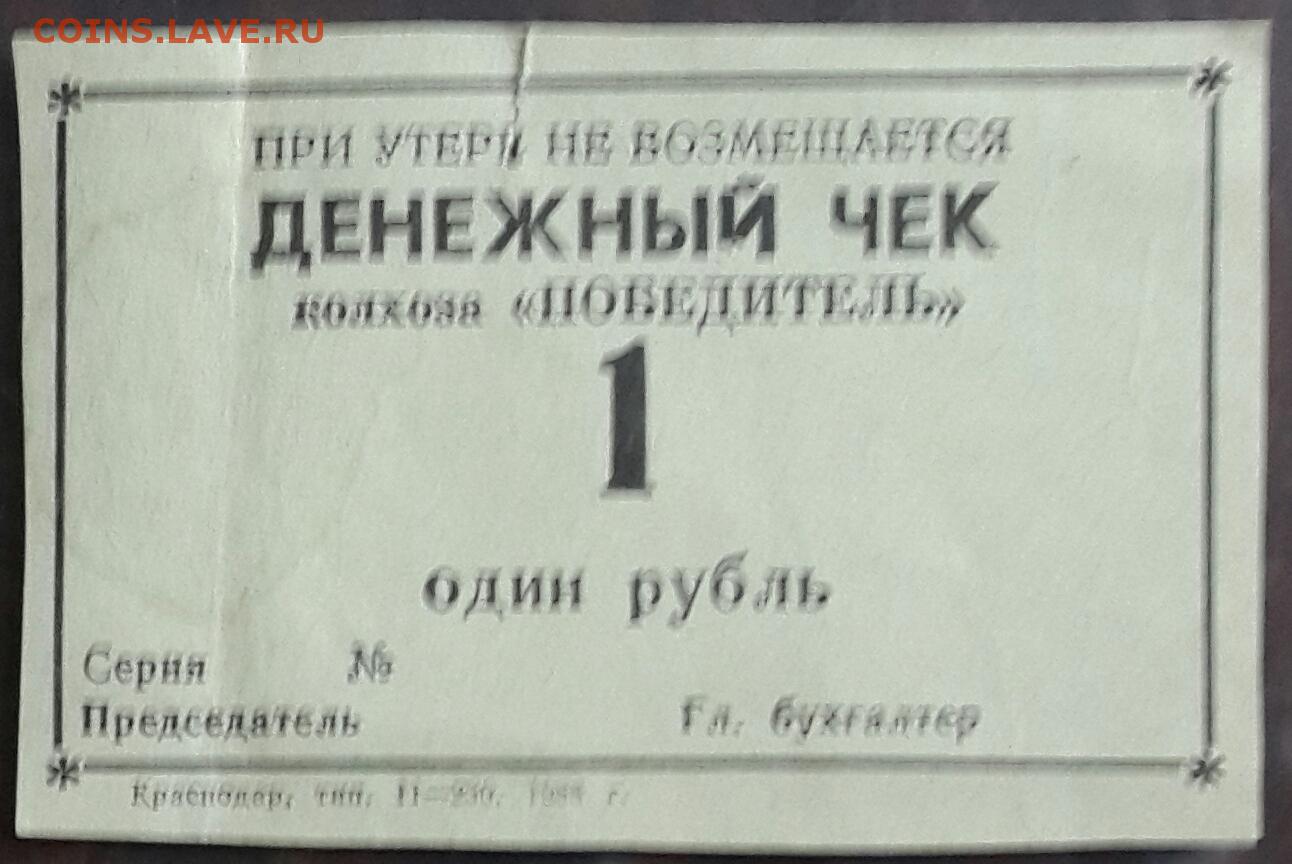 COINS.LAVE.RU
ПРИ УТЕРИ НЕ ВОЗМЕЩАЕТСЯ
ДЕНЕЖНЫЙ ЧЕК
колхоза «ПОБЕДИТЕЛЬ»
1
один рубль
Серия №
Председатель Гл. бухгалтер
Краснодар, тип. г.